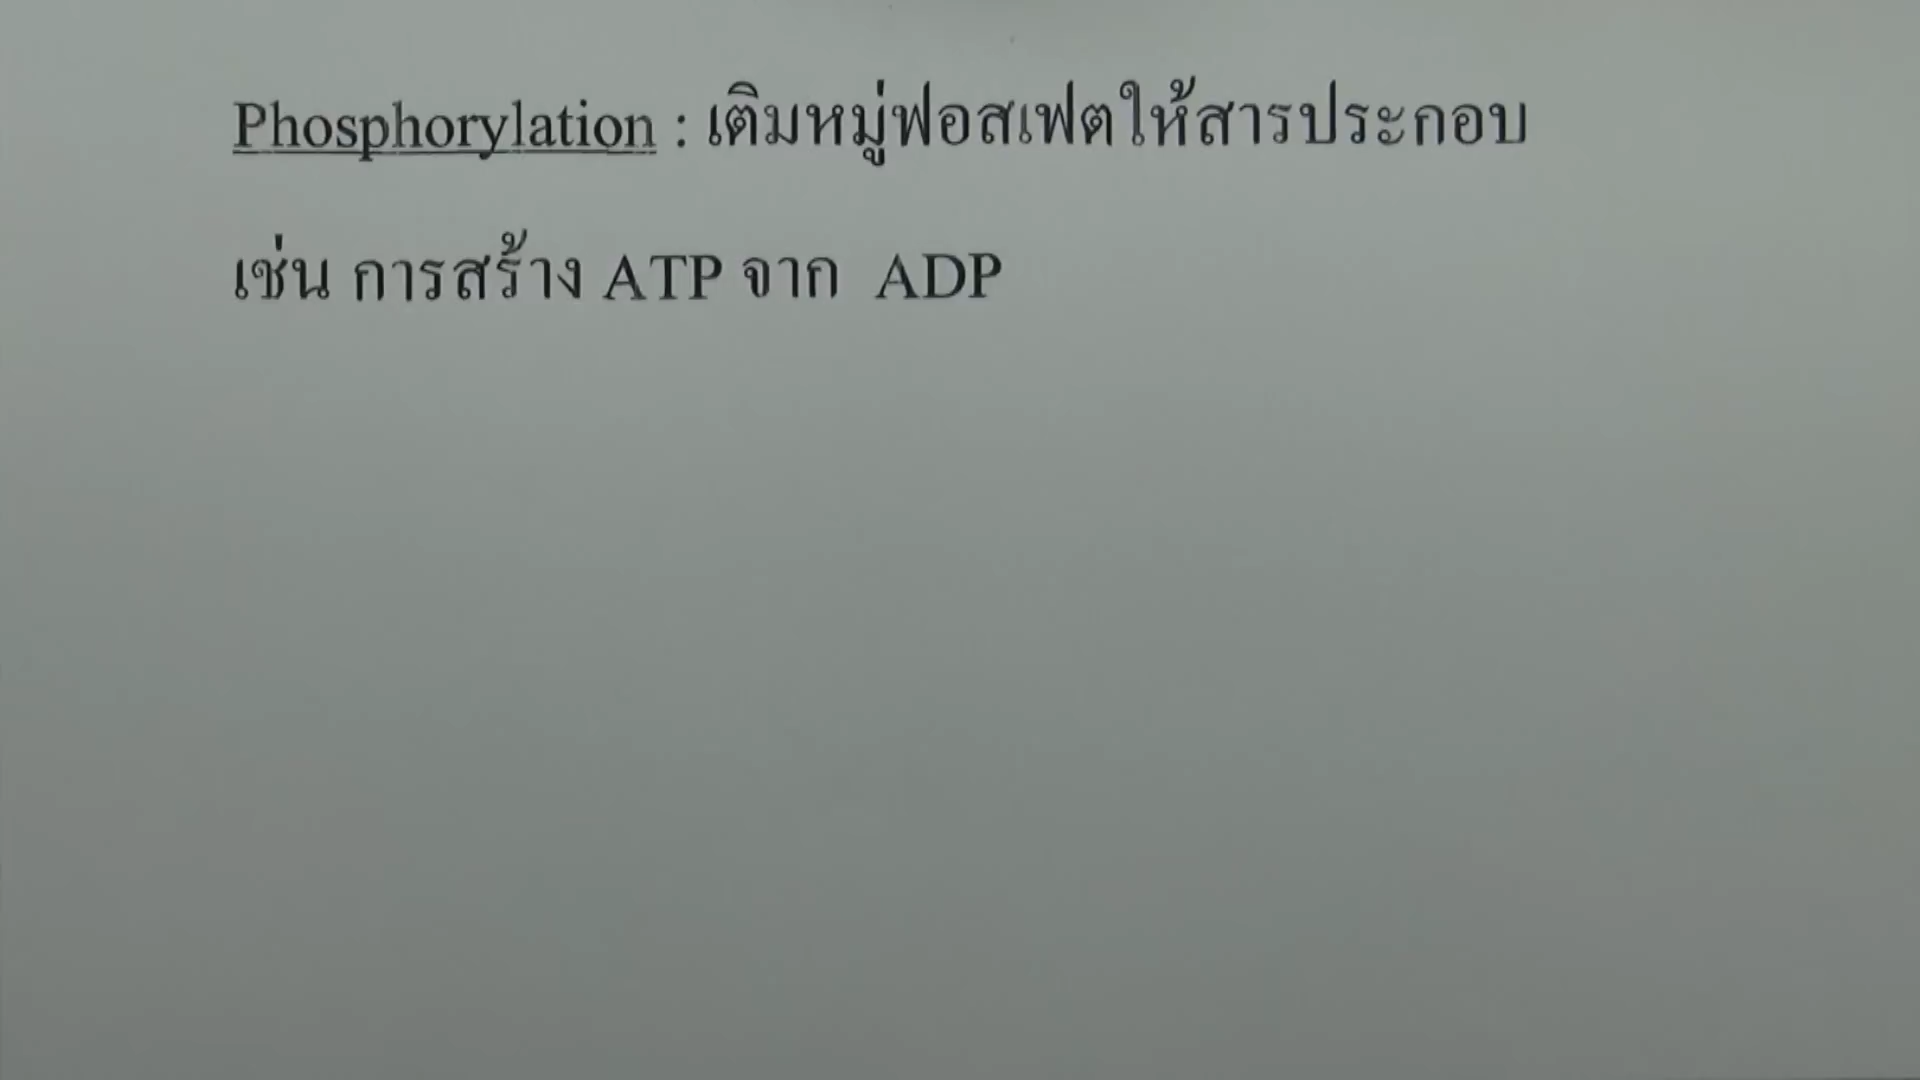 Phosphorylation : เติมหมู่ฟอสเฟตให้สารประกอบ
เช่น การสร้าง ATP จาก ADP